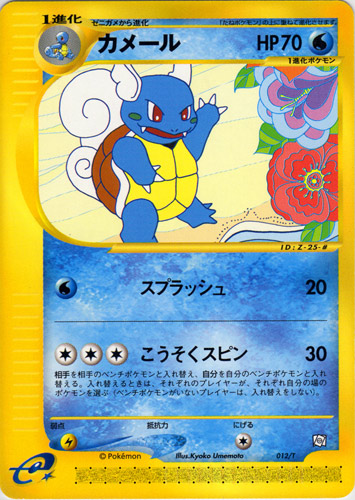 1進化
ゼニガメから進化
「たねポケモン」の上に重ねて進化させます
カメール HP70
1進化ポケモン
ID:Z-25-#
スプラッシュ 20
こうそくスピン 30
相手を相手のベンチポケモンと入れ替え、自分を自分のベンチポケモンと入れ
替える。入れ替えるときは、それぞれのプレイヤーが、それぞれ自分の場の
ポケモンを選ぶ(ベンチポケモンがいないプレイヤーは、入れ替えをしない)。
弱点 抵抗力 にげる
©Pokémon Illus.Kyoko Umemoto 012/T
e